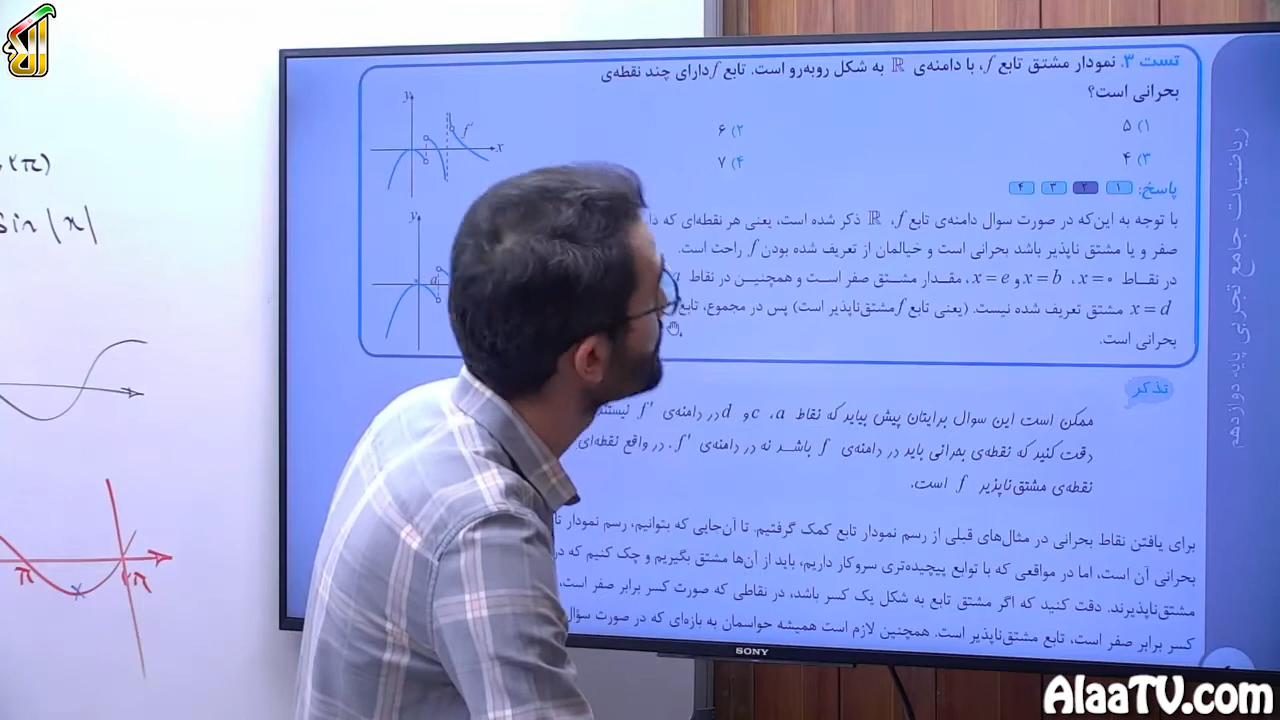 تست ۳. نمودار مشتق تابع f، با دامنه‌ی ℝ به شکل روبه‌رو است. تابع f دارای چند نقطه‌ی
بحرانی است؟
۱) ۵
۲) ۶
۳) ۴
۴) ۷
y
f′
x
پاسخ: ۱ ۲ ۳ ۴
با توجه به این‌که در صورت سوال دامنه‌ی تابع f، ℝ ذکر شده است، یعنی هر نقطه‌ای که
صفر و یا مشتق ناپذیر باشد بحرانی است و خیالمان از تعریف شده بودن f راحت است.
در نقاط x=۰، x=b و x=e، مقدار مشتق صفر است و همچنین در نقاط a
x=d مشتق تعریف شده نیست. (یعنی تابع f مشتق‌ناپذیر است) پس در مجموع، تابع
بحرانی است.
y
a
تذکر
ممکن است این سوال برایتان پیش بیاید که نقاط a، c و d در دامنه‌ی f′ نیستند
دقت کنید که نقطه‌ی بحرانی باید در دامنه‌ی f باشد نه در دامنه‌ی f′. در واقع نقطه‌ای
نقطه‌ی مشتق‌ناپذیر f است.
برای یافتن نقاط بحرانی در مثال‌های قبلی از رسم نمودار تابع کمک گرفتیم. تا آن‌جایی که بتوانیم، رسم نمودار
بحرانی آن است، اما در مواقعی که با توابع پیچیده‌تری سروکار داریم، باید از آن‌ها مشتق بگیریم و چک کنیم که
مشتق‌ناپذیرند. دقت کنید که اگر مشتق تابع به شکل یک کسر باشد، در نقاطی که صورت کسر برابر صفر است،
کسر برابر صفر است، تابع مشتق‌ناپذیر است. همچنین لازم است همیشه حواسمان به بازه‌ای که در صورت سؤال
ریاضیات جامع تجربی پایه دوازدهم
۲π)
sin|x|
π
۲π
SONY
AlaaTV.com